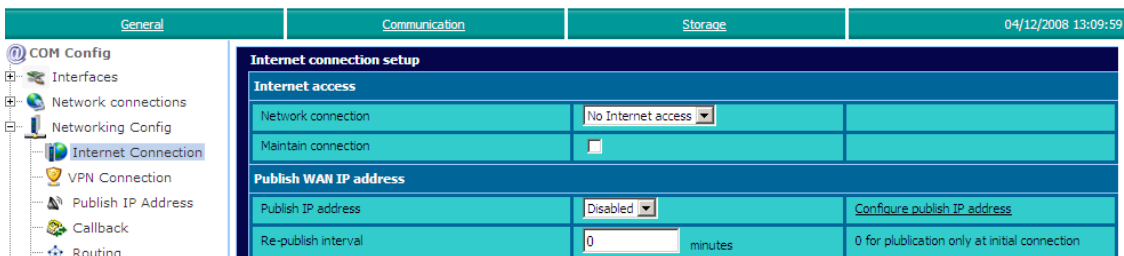 General Communication Storage 04/12/2008 13:09:59
COM Config
Interfaces
Network connections
Networking Config
Internet Connection
VPN Connection
Publish IP Address
Callback
Routing
Internet connection setup
Internet access
Network connection No Internet access
Maintain connection
Publish WAN IP address
Publish IP address Disabled Configure publish IP address
Re-publish interval 0 minutes 0 for plublication only at initial connection